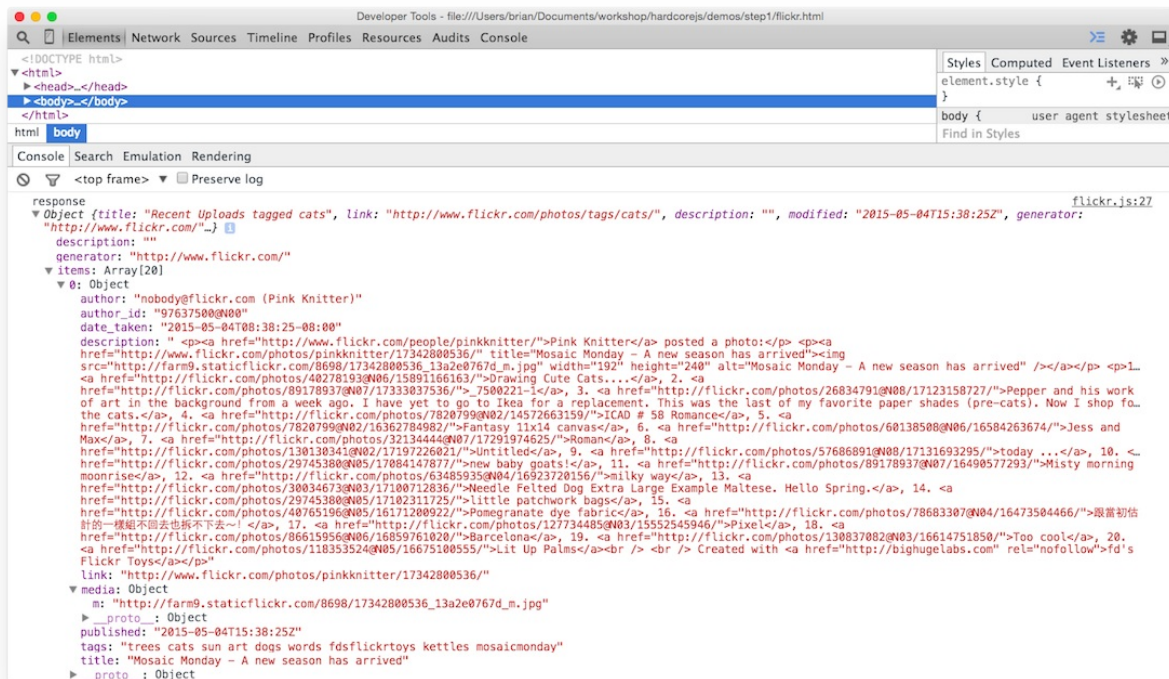 Developer Tools - file:///Users/brian/Documents/workshop/hardcorejs/demos/step1/flickr.html
Elements Network Sources Timeline Profiles Resources Audits Console
<!DOCTYPE html>
▼<html>
▶<head>…</head>
▶<body>…</body>
</html>
html body
Styles Computed Event Listeners »
element.style {
}
body { user agent stylesheet
Find in Styles
Console Search Emulation Rendering
<top frame> ▼ Preserve log
response flickr.js:27
▼ Object {title: "Recent Uploads tagged cats", link: "http://www.flickr.com/photos/tags/cats/", description: "", modified: "2015-05-04T15:38:25Z", generator:
"http://www.flickr.com/"…}
description: ""
generator: "http://www.flickr.com/"
▼ items: Array[20]
▼ 0: Object
author: "nobody@flickr.com (Pink Knitter)"
author_id: "97637500@N00"
date_taken: "2015-05-04T08:38:25-08:00"
description: " <p><a href="http://www.flickr.com/people/pinkknitter/">Pink Knitter</a> posted a photo:</p> <p><a
href="http://www.flickr.com/photos/pinkknitter/17342800536/" title="Mosaic Monday - A new season has arrived"><img
src="http://farm9.staticflickr.com/8698/17342800536_13a2e0767d_m.jpg" width="192" height="240" alt="Mosaic Monday - A new season has arrived" /></a></p> <p>1…
<a href="http://flickr.com/photos/40278193@N06/15891166163/">Drawing Cute Cats....</a>, 2. <a
href="http://flickr.com/photos/89178937@N07/17333037536/">_7500221-1</a>, 3. <a href="http://flickr.com/photos/26834791@N08/17123158727/">Pepper and his work
of art in the background from a week ago. I have yet to go to Ikea for a replacement. This was the last of my favorite paper shades (pre-cats). Now I shop fo…
the cats.</a>, 4. <a href="http://flickr.com/photos/7820799@N02/14572663159/">ICAD # 58 Romance</a>, 5. <a
href="http://flickr.com/photos/7820799@N02/16362784982/">Fantasy 11x14 canvas</a>, 6. <a href="http://flickr.com/photos/60138508@N06/16584263674/">Jess and
Max</a>, 7. <a href="http://flickr.com/photos/32134444@N07/17291974625/">Roman</a>, 8. <a
href="http://flickr.com/photos/130130341@N02/17197226021/">Untitled</a>, 9. <a href="http://flickr.com/photos/57686891@N08/17131693295/">today ...</a>, 10. <…
href="http://flickr.com/photos/29745380@N05/17084147877/">new baby goats!</a>, 11. <a href="http://flickr.com/photos/89178937@N07/16490577293/">Misty morning
moonrise</a>, 12. <a href="http://flickr.com/photos/63485935@N04/16923720156/">milky way</a>, 13. <a
href="http://flickr.com/photos/30034673@N03/17100712836/">Needle Felted Dog Extra Large Example Maltese. Hello Spring.</a>, 14. <a
href="http://flickr.com/photos/29745380@N05/17102311725/">little patchwork bags</a>, 15. <a
href="http://flickr.com/photos/40765196@N05/16171200922/">Pomegranate dye fabric</a>, 16. <a href="http://flickr.com/photos/78683307@N04/16473504466/">跟當初估
計的一樣組不回去也拆不下去～! </a>, 17. <a href="http://flickr.com/photos/127734485@N03/15552545946/">Pixel</a>, 18. <a
href="http://flickr.com/photos/86615956@N06/16859761020/">Barcelona</a>, 19. <a href="http://flickr.com/photos/130837082@N03/16614751850/">Too cool</a>, 20.
<a href="http://flickr.com/photos/118353524@N05/16675100555/">Lit Up Palms</a><br /> <br /> Created with <a href="http://bighugelabs.com" rel="nofollow">fd's
Flickr Toys</a></p>"
link: "http://www.flickr.com/photos/pinkknitter/17342800536/"
▼ media: Object
m: "http://farm9.staticflickr.com/8698/17342800536_13a2e0767d_m.jpg"
▶ __proto__: Object
published: "2015-05-04T15:38:25Z"
tags: "trees cats sun art dogs words fdsflickrtoys kettles mosaicmonday"
title: "Mosaic Monday - A new season has arrived"
▶ __proto__: Object